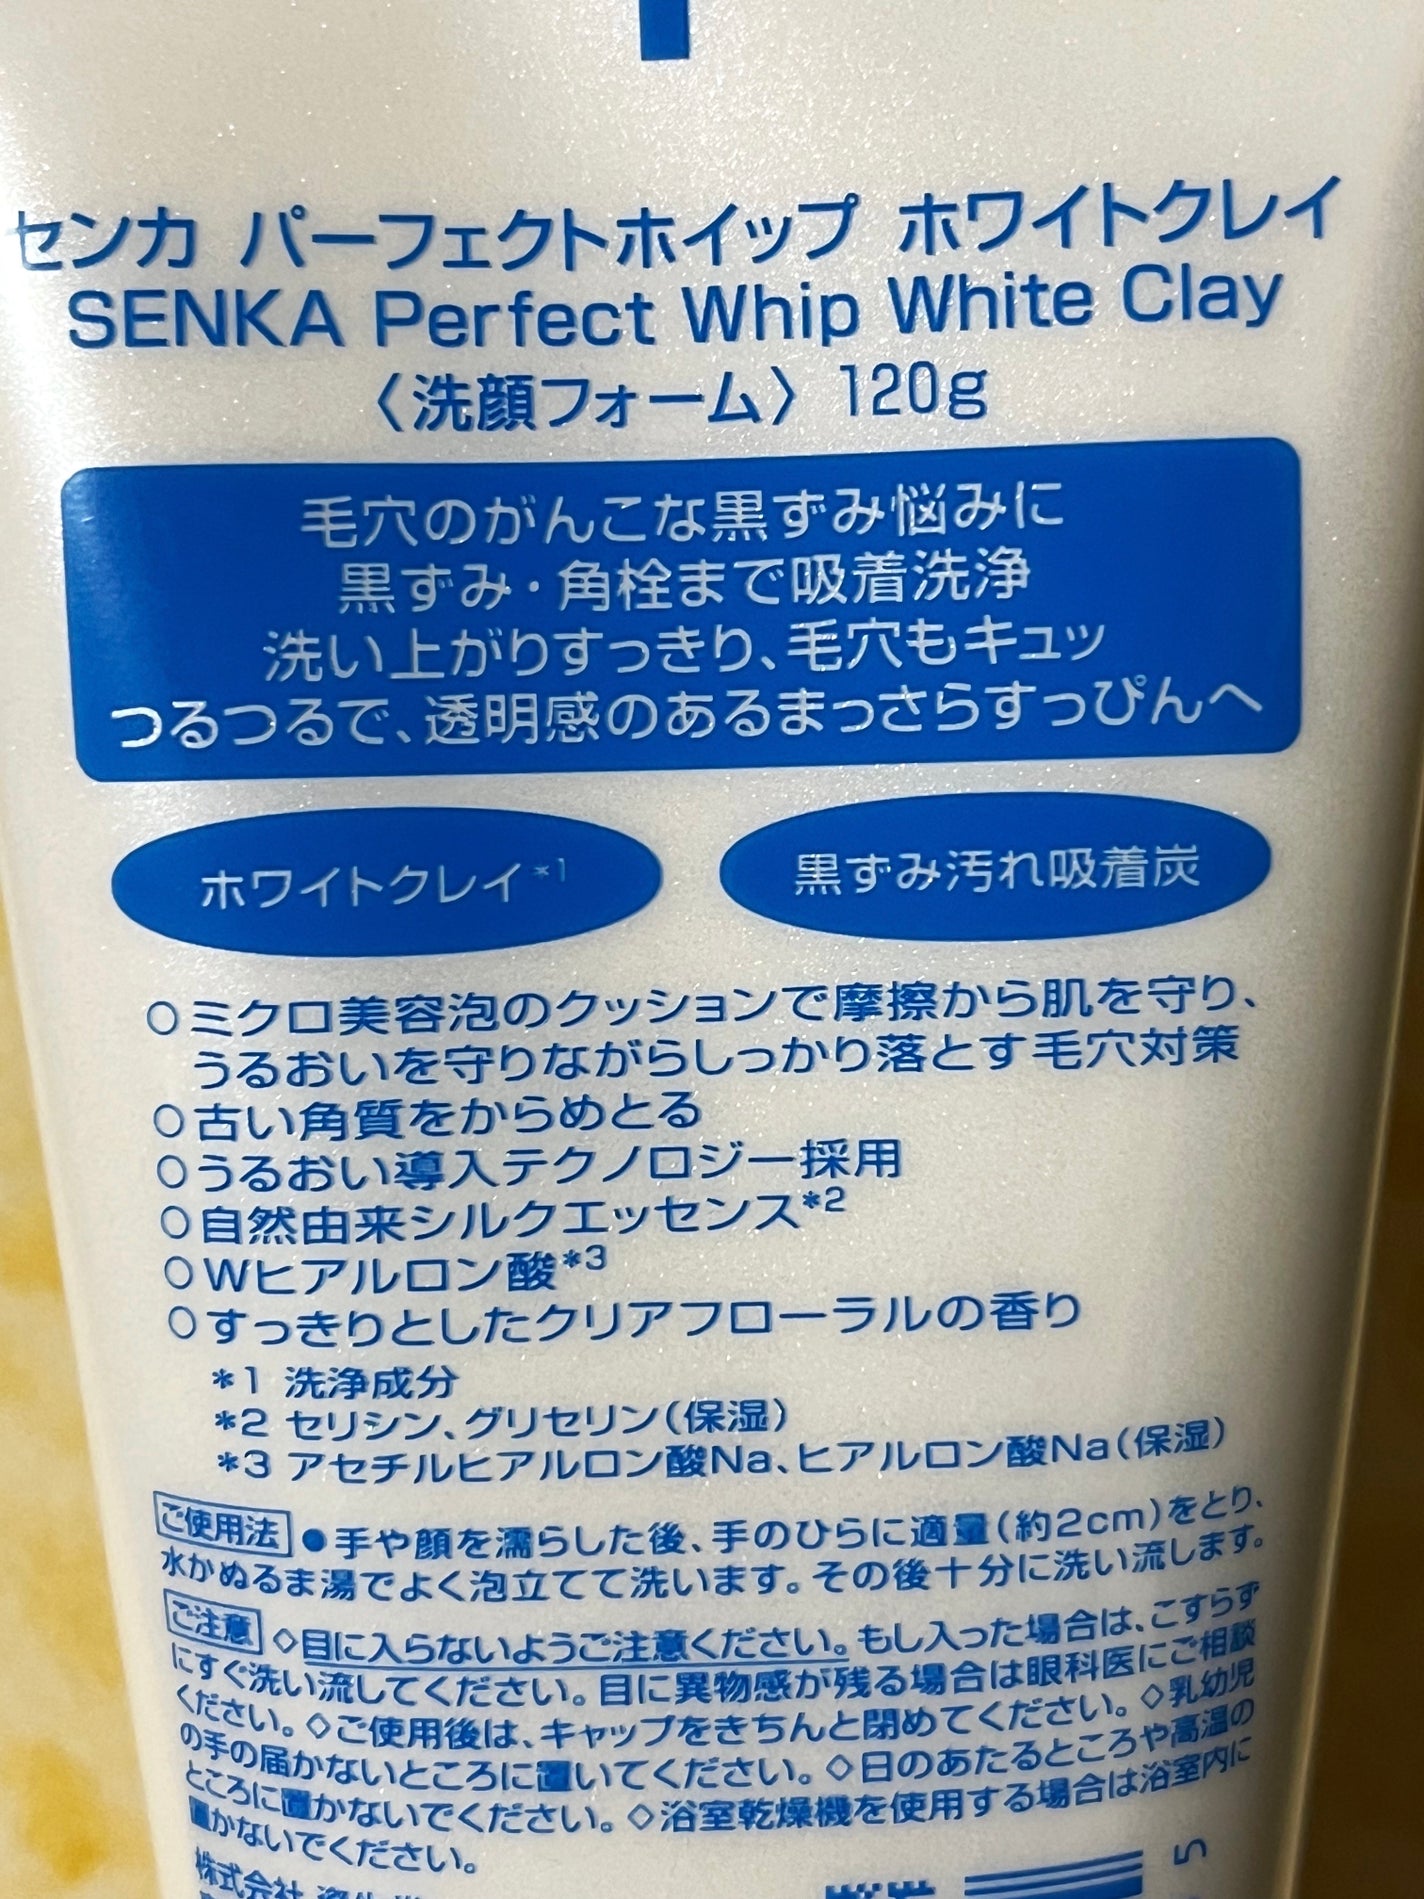 センカ パーフェクトホイップ ホワイトクレイ
SENKA Perfect Whip White Clay
〈洗顔フォーム〉120g
毛穴のがんこな黒ずみ悩みに
黒ずみ・角栓まで吸着洗浄
洗い上がりすっきり、毛穴もキュッ
つるつるで、透明感のあるまっさらすっぴんへ
ホワイトクレイ*1
黒ずみ汚れ吸着炭
○ミクロ美容泡のクッションで摩擦から肌を守り、
うるおいを守りながらしっかり落とす毛穴対策
○古い角質をからめとる
○うるおい導入テクノロジー採用
○自然由来シルクエッセンス*2
○Wヒアルロン酸*3
○すっきりとしたクリアフローラルの香り
*1 洗浄成分
*2 セリシン、グリセリン(保湿)
*3 アセチルヒアルロン酸Na、ヒアルロン酸Na(保湿)
ご使用法 ●手や顔を濡らした後、手のひらに適量(約2cm)をとり、
水かぬるま湯でよく泡立てて洗います。その後十分に洗い流します。
ご注意 ◇目に入らないようご注意ください。もし入った場合は、こすらず
にすぐ洗い流してください。目に異物感が残る場合は眼科医にご相談
ください。◇ご使用後は、キャップをきちんと閉めてください。◇乳幼児
の手の届かないところに置いてください。◇日のあたるところや高温の
ところに置かないでください。◇浴室乾燥機を使用する場合は浴室内に
置かないでください。
株式会社
5